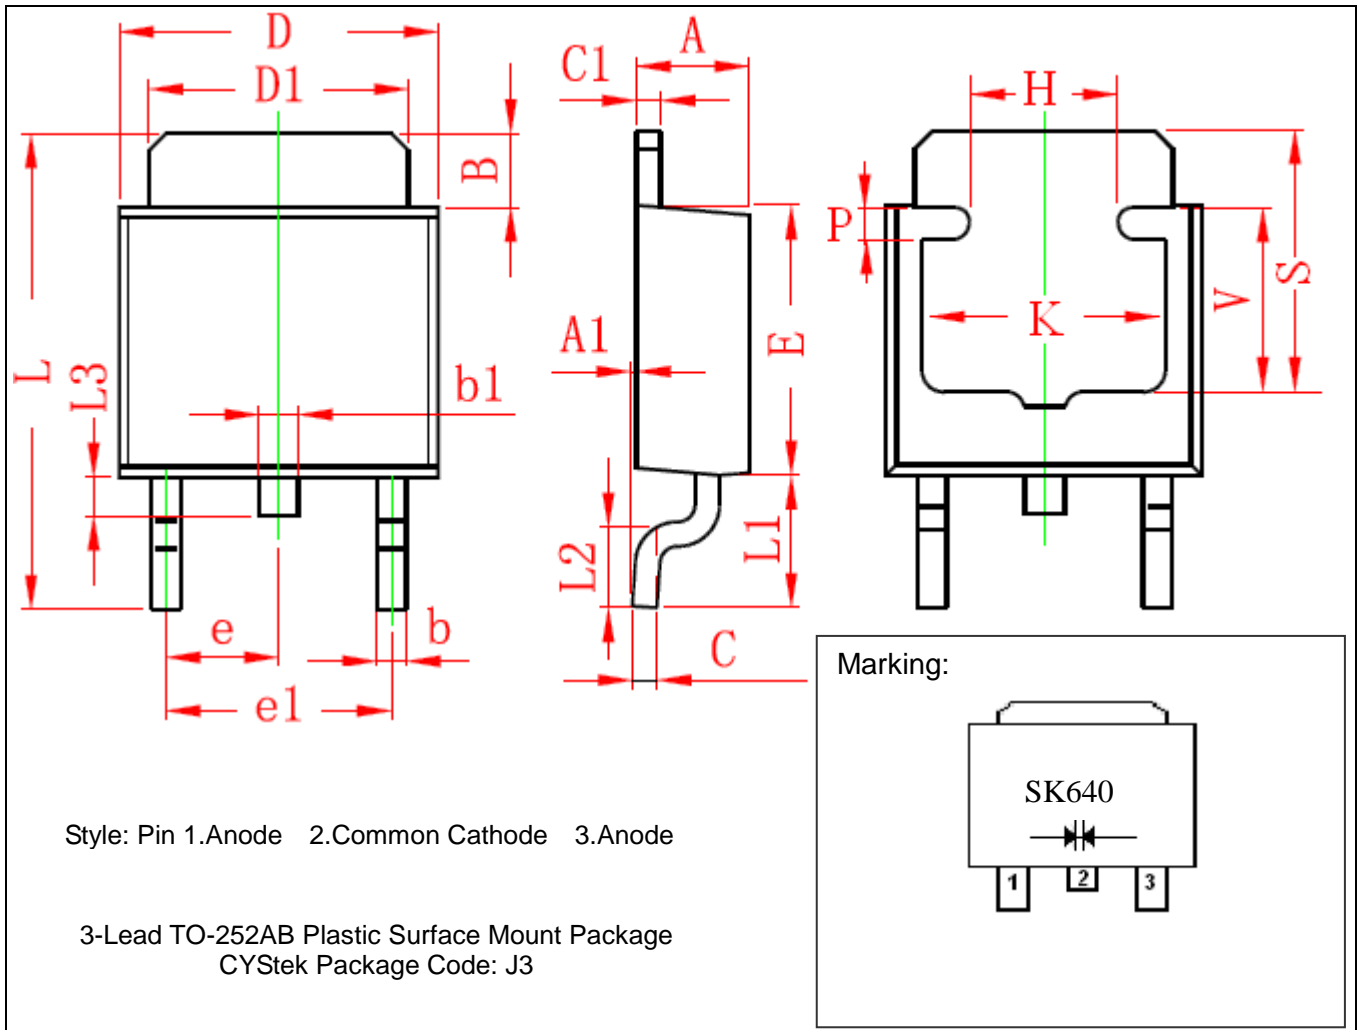 D
D1
A
C1
H
B
P
L
L3
b1
A1
E
K
V
S
L2
L1
e
b
C
e1
Marking:
SK640
1 2 3
Style: Pin 1.Anode 2.Common Cathode 3.Anode
3-Lead TO-252AB Plastic Surface Mount Package
CYStek Package Code: J3